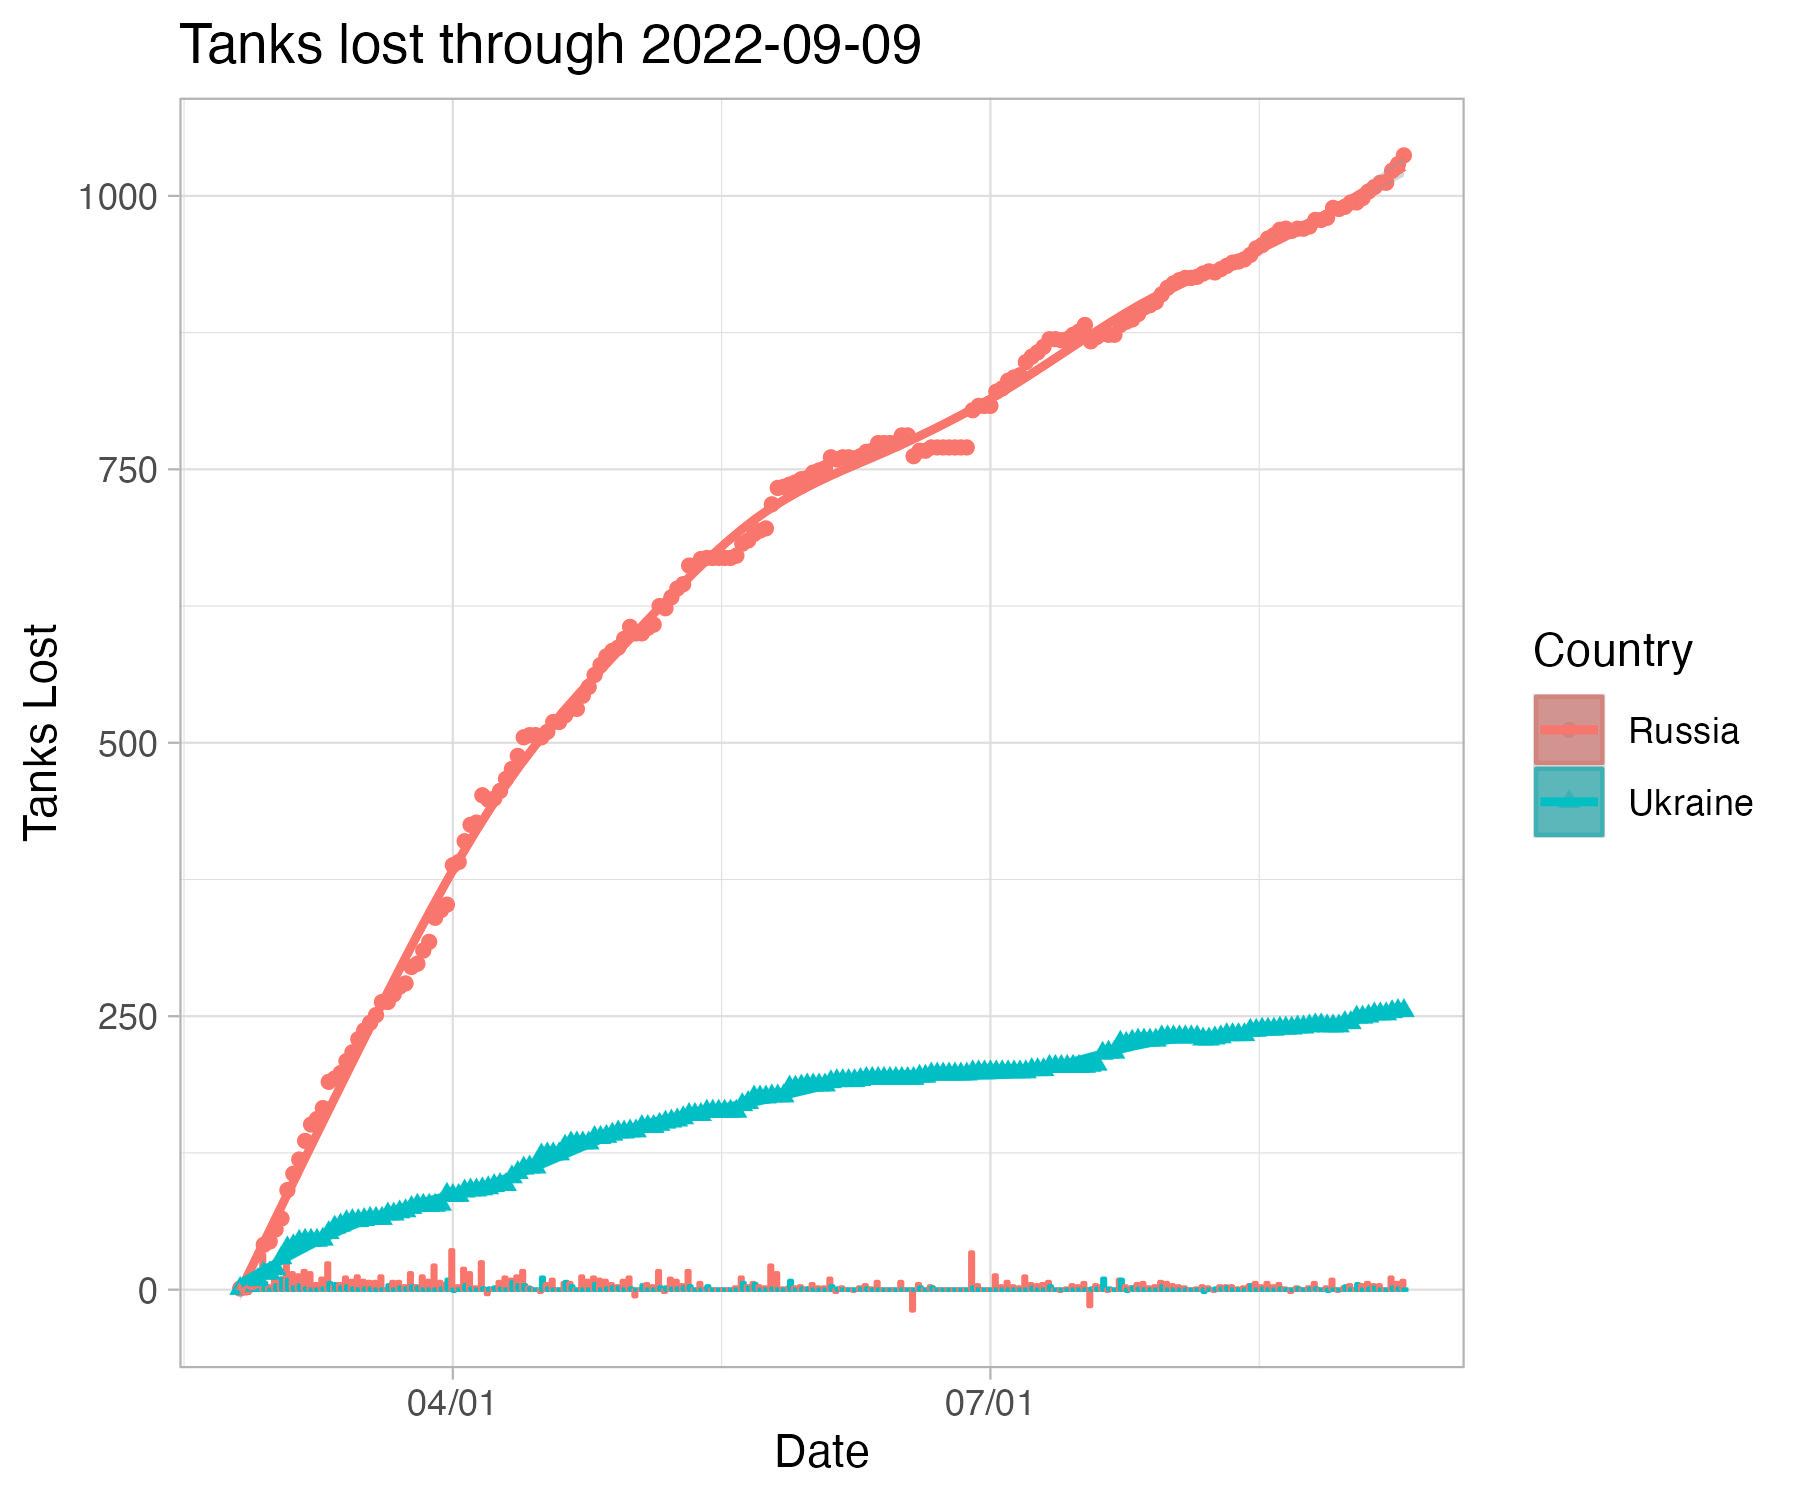 Tanks lost through 2022-09-09
Tanks Lost
1000
750
500
250
0
04/01
07/01
Date
Country
Russia
Ukraine